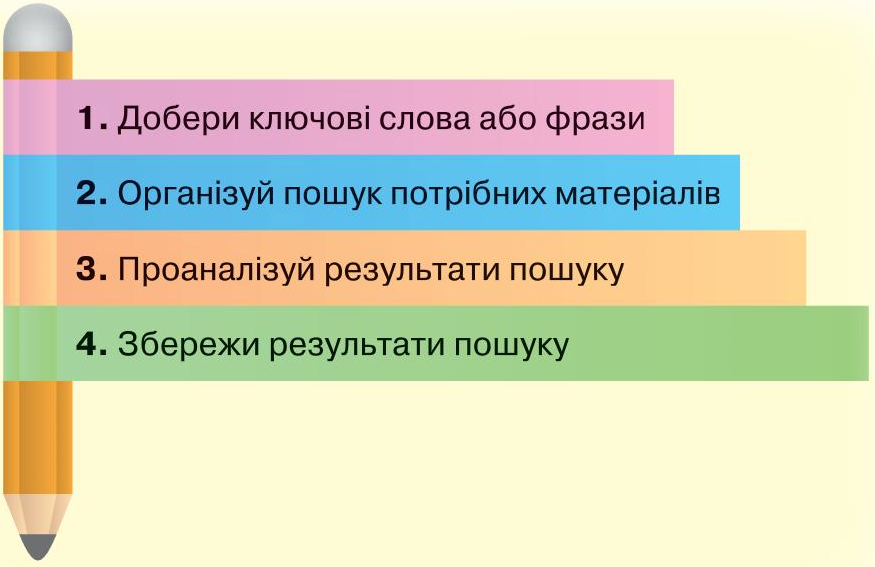 1. Добери ключові слова або фрази
2. Організуй пошук потрібних матеріалів
3. Проаналізуй результати пошуку
4. Збережи результати пошуку